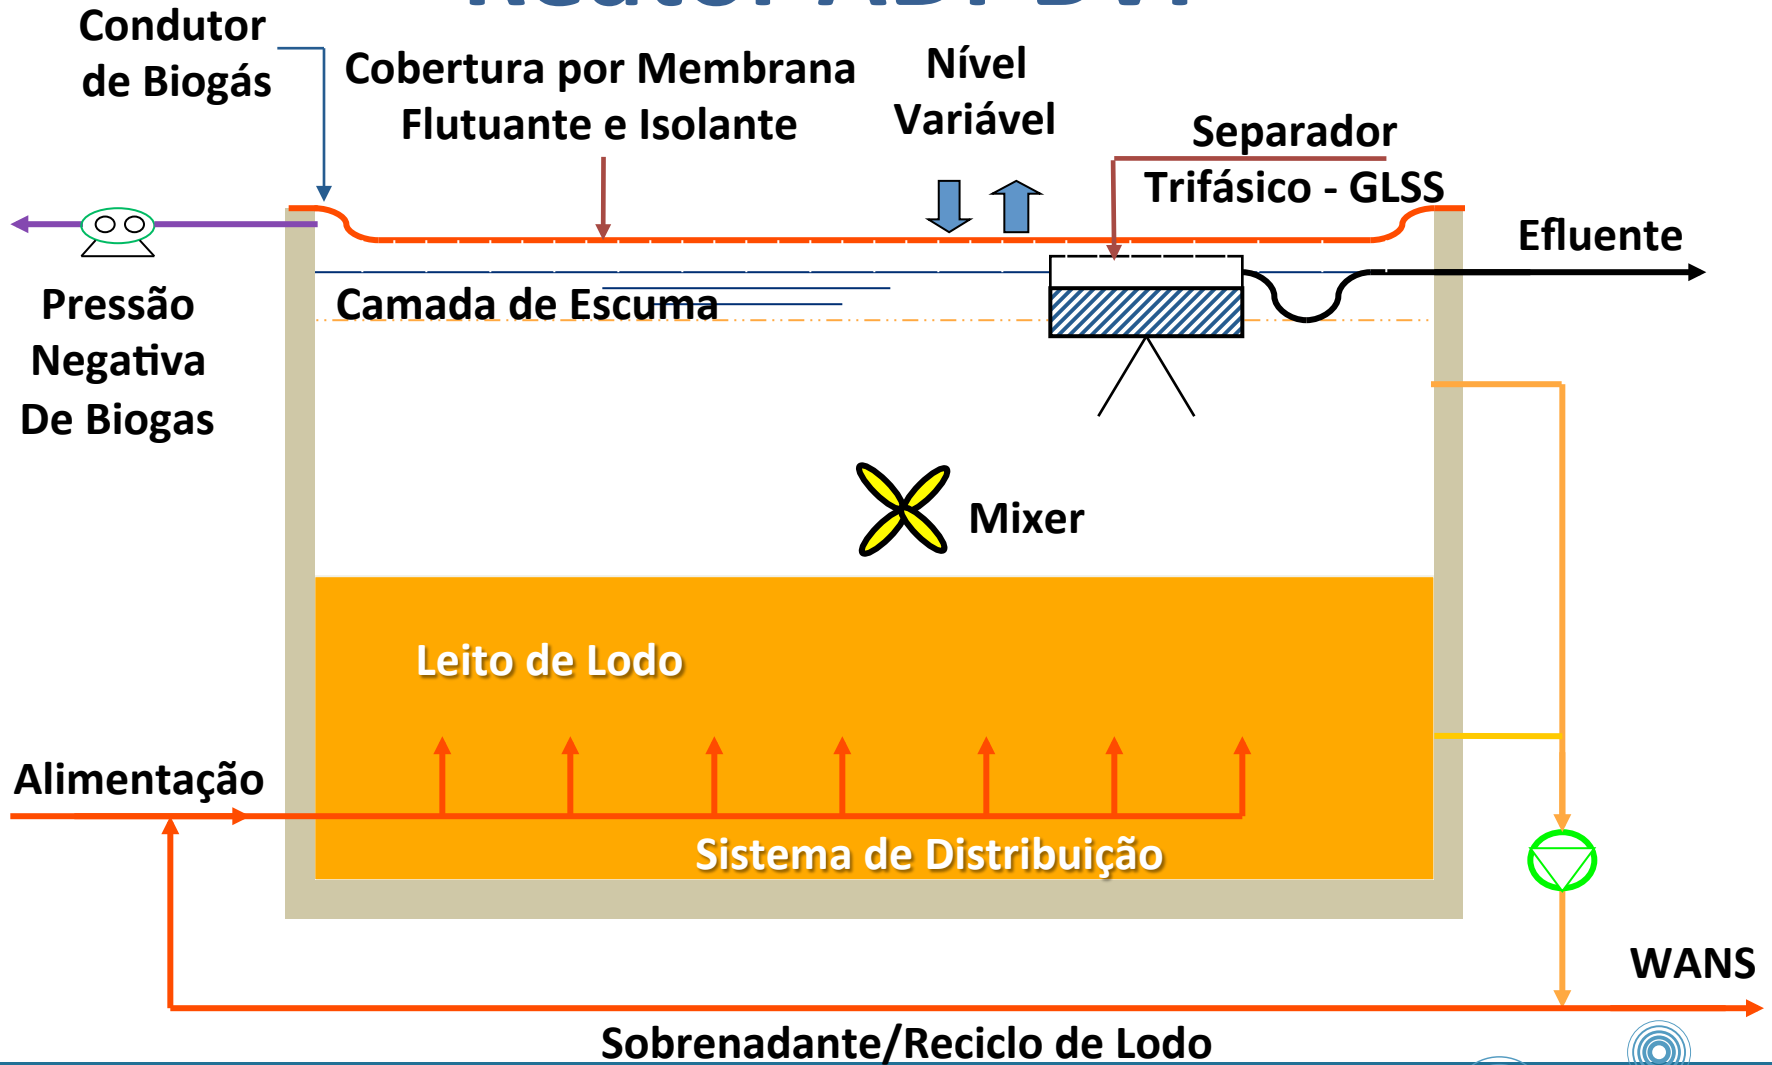 Condutor
de Biogás
Cobertura por Membrana
Flutuante e Isolante
Nível
Variável
Separador
Trifásico - GLSS
Efluente
Pressão
Negativa
De Biogas
Camada de Escuma
Mixer
Leito de Lodo
Alimentação
Sistema de Distribuição
WANS
Sobrenadante/Reciclo de Lodo